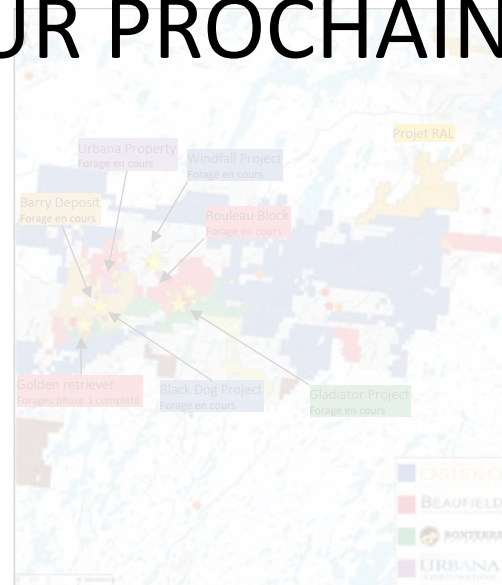 UR PROCHAIN
Projet RAL
Urbana Property
Forage en cours
Windfall Project
Forage en cours
Barry Deposit
Forage en cours
Rouleau Block
Forage en cours
Golden retriever
Forages phase 1 complété
Black Dog Project
Forage en cours
Gladiator Project
Forage en cours
OSISKO
BEAUFIELD
BONTERRA
URBANA